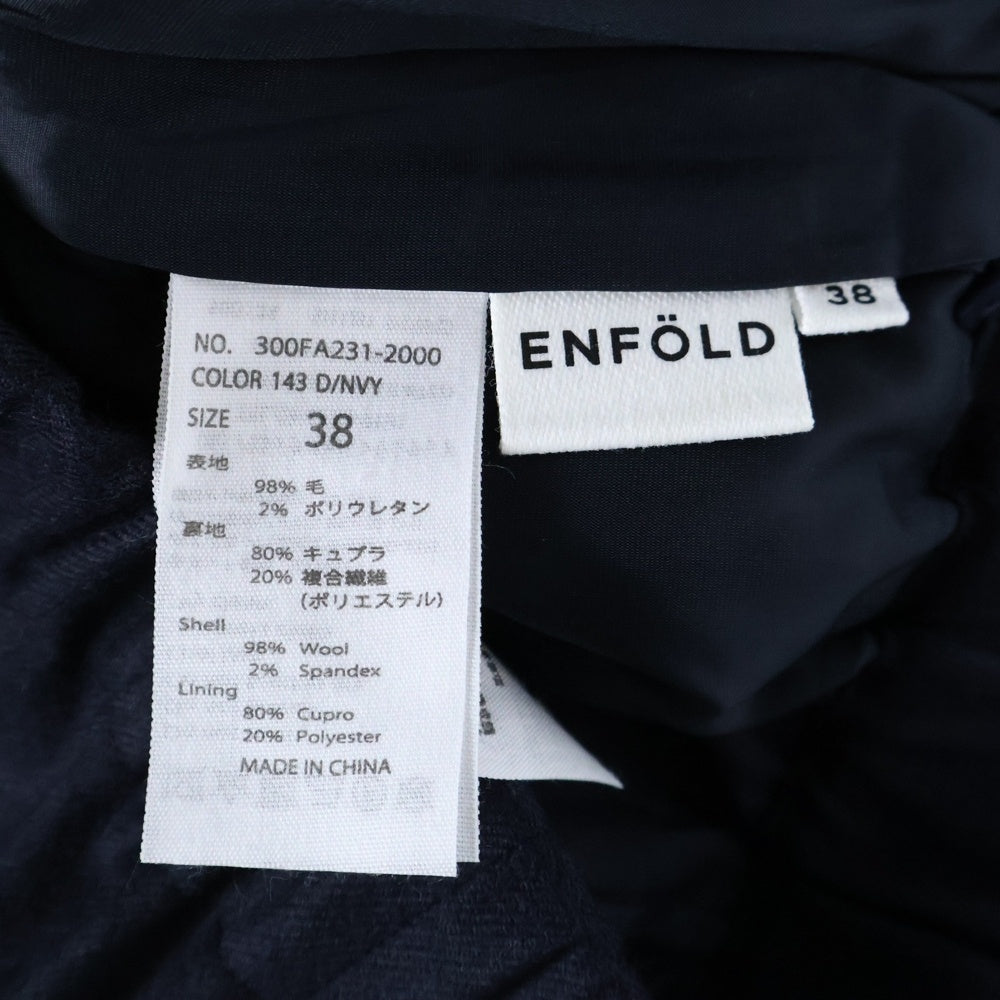 NO. 300FA231-2000
COLOR 143 D/NVY
SIZE 38
表地
98% 毛
2% ポリウレタン
裏地
80% キュプラ
20% 複合繊維
(ポリエステル)
Shell
98% Wool
2% Spandex
Lining
80% Cupro
20% Polyester
MADE IN CHINA
ENFÖLD
38